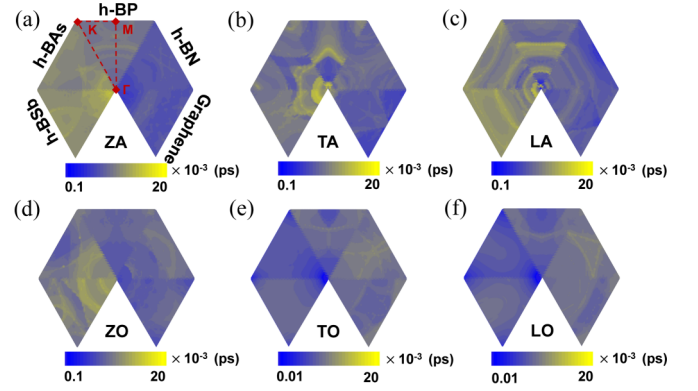 (a) h-BP (b) (c)
h-BAs K M h-BN
Γ
h-BSb Graphene
ZA TA LA
× 10⁻³ (ps) × 10⁻³ (ps) × 10⁻³ (ps)
0.1 20 0.1 20 0.1 20
(d) (e) (f)
ZO TO LO
× 10⁻³ (ps) × 10⁻³ (ps) × 10⁻³ (ps)
0.1 20 0.01 20 0.01 20